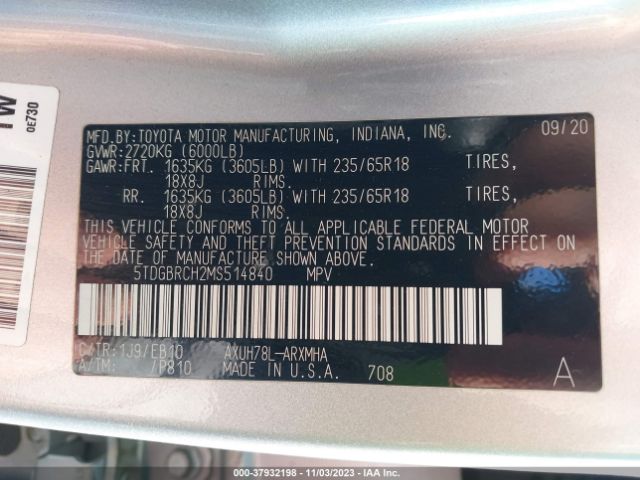 TW
0E730
MFD.BY:TOYOTA MOTOR MANUFACTURING, INDIANA, INC. 09/20
GVWR:2720KG (6000LB)
GAWR:FRT. 1635KG (3605LB) WITH 235/65R18 TIRES,
18X8J RIMS.
RR. 1635KG (3605LB) WITH 235/65R18 TIRES,
18X8J RIMS.
THIS VEHICLE CONFORMS TO ALL APPLICABLE FEDERAL MOTOR
VEHICLE SAFETY AND THEFT PREVENTION STANDARDS IN EFFECT ON
THE DATE OF MANUFACTURE SHOWN ABOVE.
5TDGBRCH2MS514840 MPV
C/TR:1J9/EB10 AXUH78L-ARXMHA
A/TM: /P810 MADE IN U.S.A. 708 A
000-37932198 - 11/03/2023 - IAA Inc.